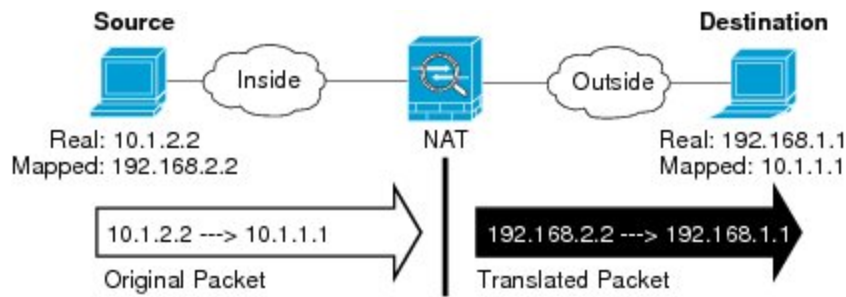 Source
Destination
Inside
Outside
Real: 10.1.2.2
Mapped: 192.168.2.2
NAT
Real: 192.168.1.1
Mapped: 10.1.1.1
10.1.2.2 ---> 10.1.1.1
192.168.2.2 ---> 192.168.1.1
Original Packet
Translated Packet